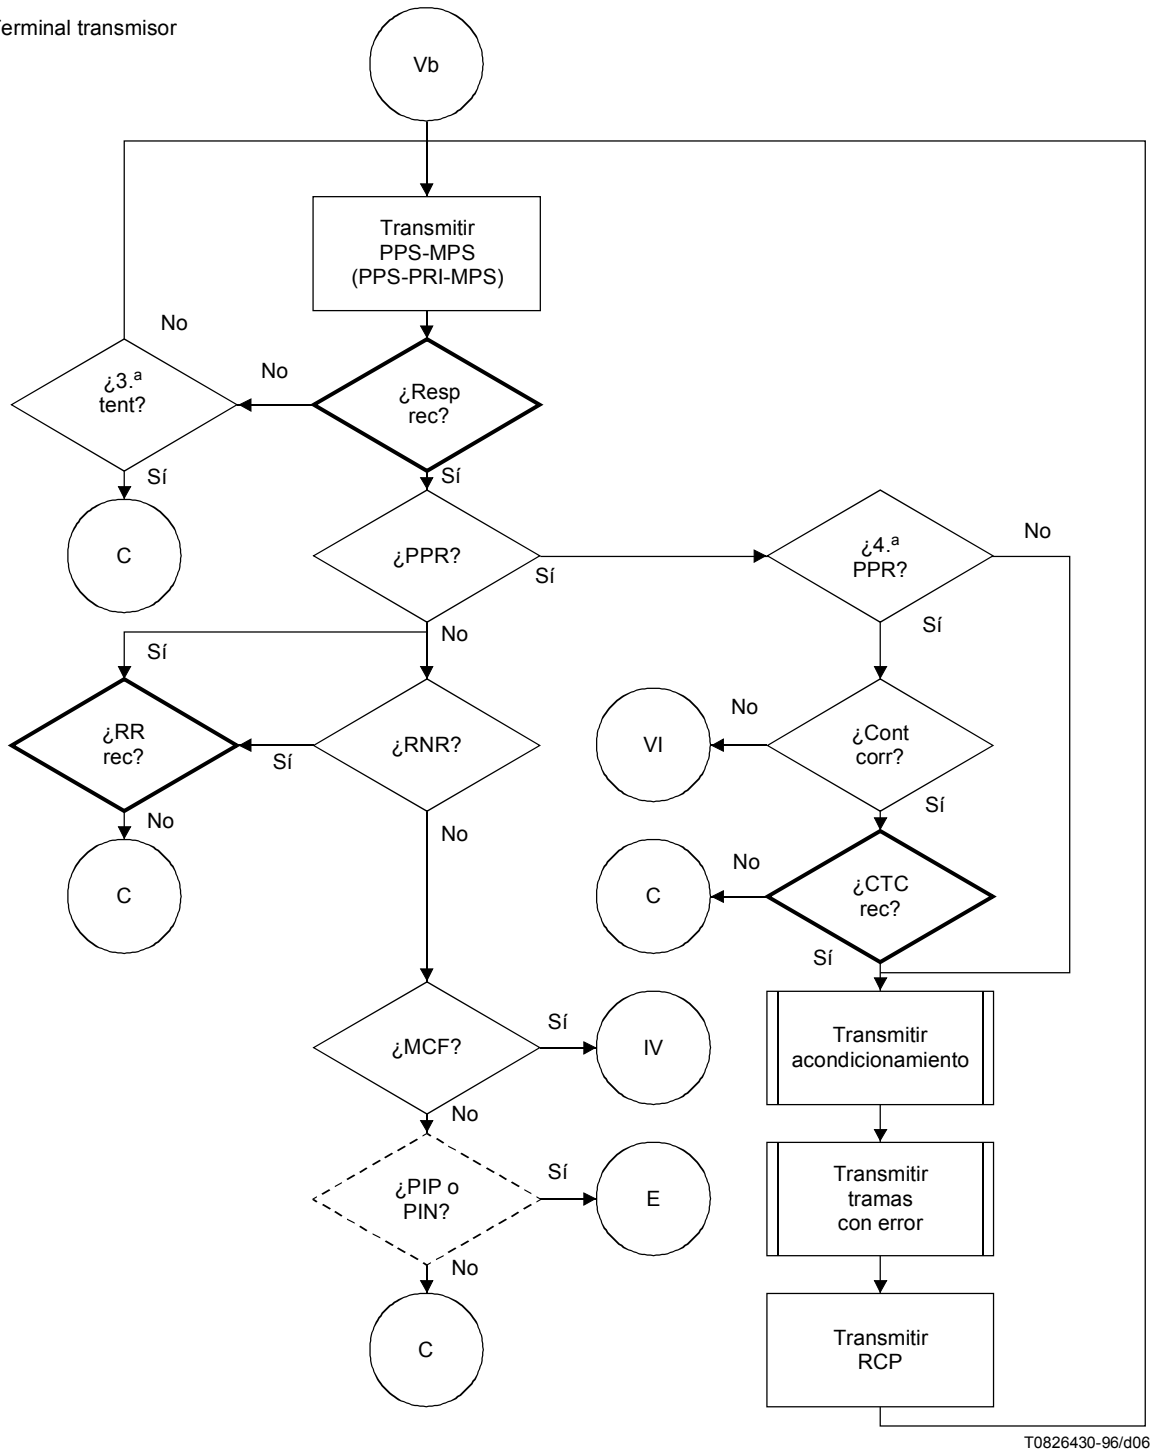 erminal transmisor
Vb
Transmitir
PPS-MPS
(PPS-PRI-MPS)
No
¿3.ª
tent?
No
¿Resp
rec?
Sí
Sí
C
¿PPR?
Sí
¿4.ª
PPR?
No
No
Sí
Sí
¿RR
rec?
Sí
¿RNR?
VI
No
¿Cont
corr?
No
No
Sí
C
C
No
¿CTC
rec?
Sí
¿MCF?
Sí
IV
Transmitir
acondicionamiento
No
¿PIP o
PIN?
Sí
E
Transmitir
tramas
con error
No
C
Transmitir
RCP
T0826430-96/d06